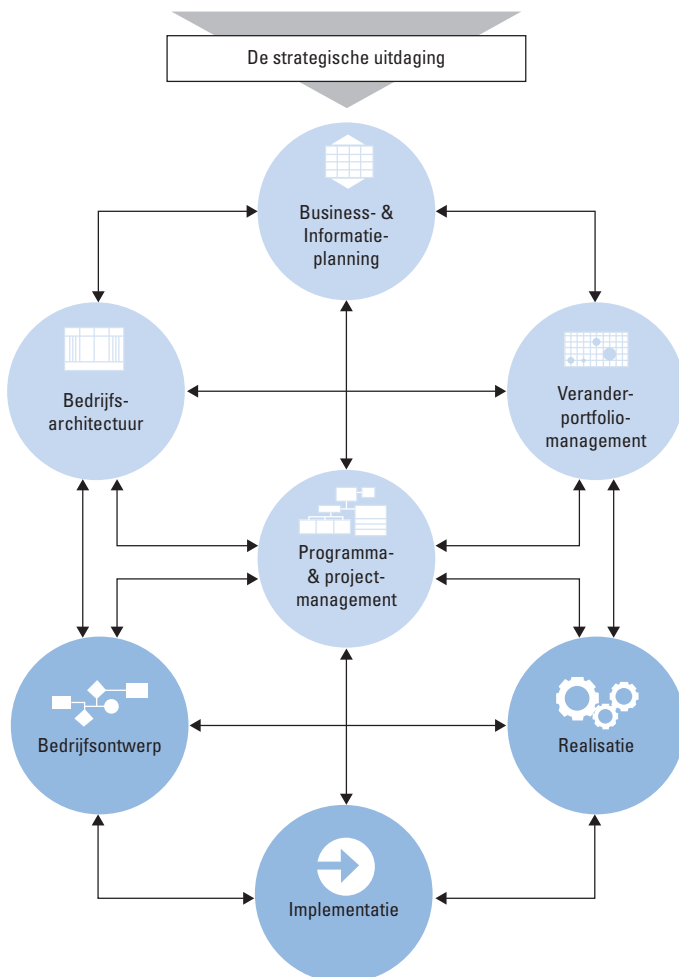 De strategische uitdaging
Business- &
Informatie-
planning
Bedrijfs-
architectuur
Verander-
portfolio-
management
Programma-
& project-
management
Bedrijfsontwerp
Realisatie
Implementatie